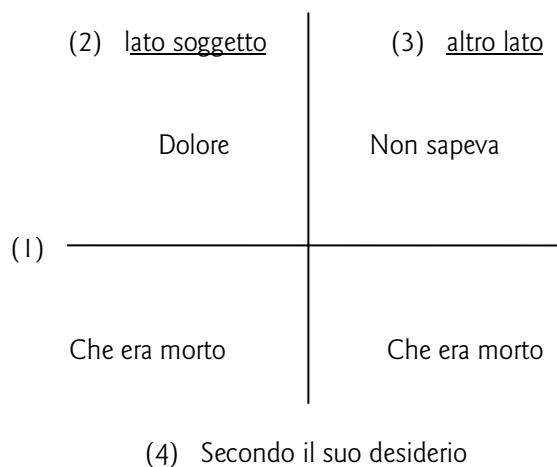 (2) lato soggetto (3) altro lato
Dolore Non sapeva
(1)
Che era morto Che era morto
(4) Secondo il suo desiderio